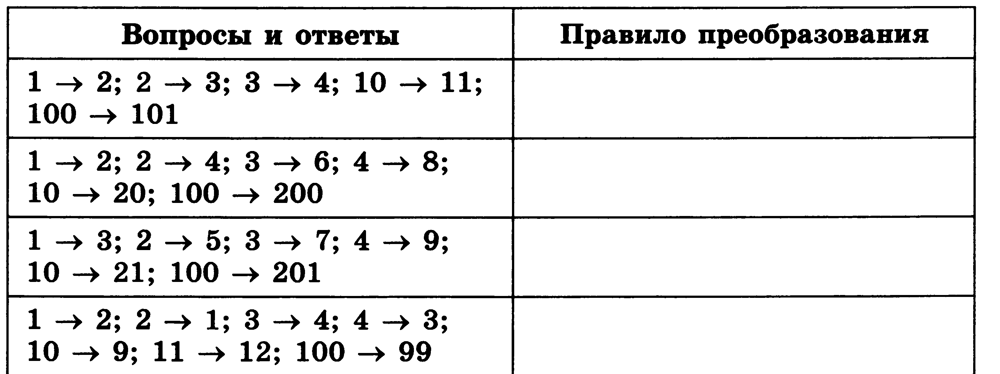 Вопросы и ответы
Правило преобразования
1 → 2; 2 → 3; 3 → 4; 10 → 11;
100 → 101
1 → 2; 2 → 4; 3 → 6; 4 → 8;
10 → 20; 100 → 200
1 → 3; 2 → 5; 3 → 7; 4 → 9;
10 → 21; 100 → 201
1 → 2; 2 → 1; 3 → 4; 4 → 3;
10 → 9; 11 → 12; 100 → 99